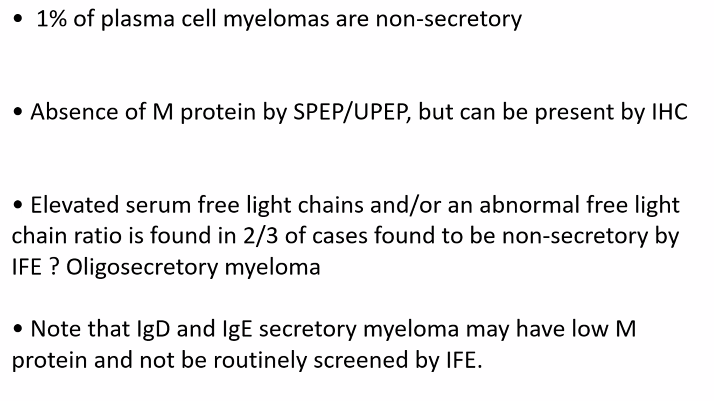 • 1% of plasma cell myelomas are non-secretory
• Absence of M protein by SPEP/UPEP, but can be present by IHC
• Elevated serum free light chains and/or an abnormal free light
chain ratio is found in 2/3 of cases found to be non-secretory by
IFE ? Oligosecretory myeloma
• Note that IgD and IgE secretory myeloma may have low M
protein and not be routinely screened by IFE.